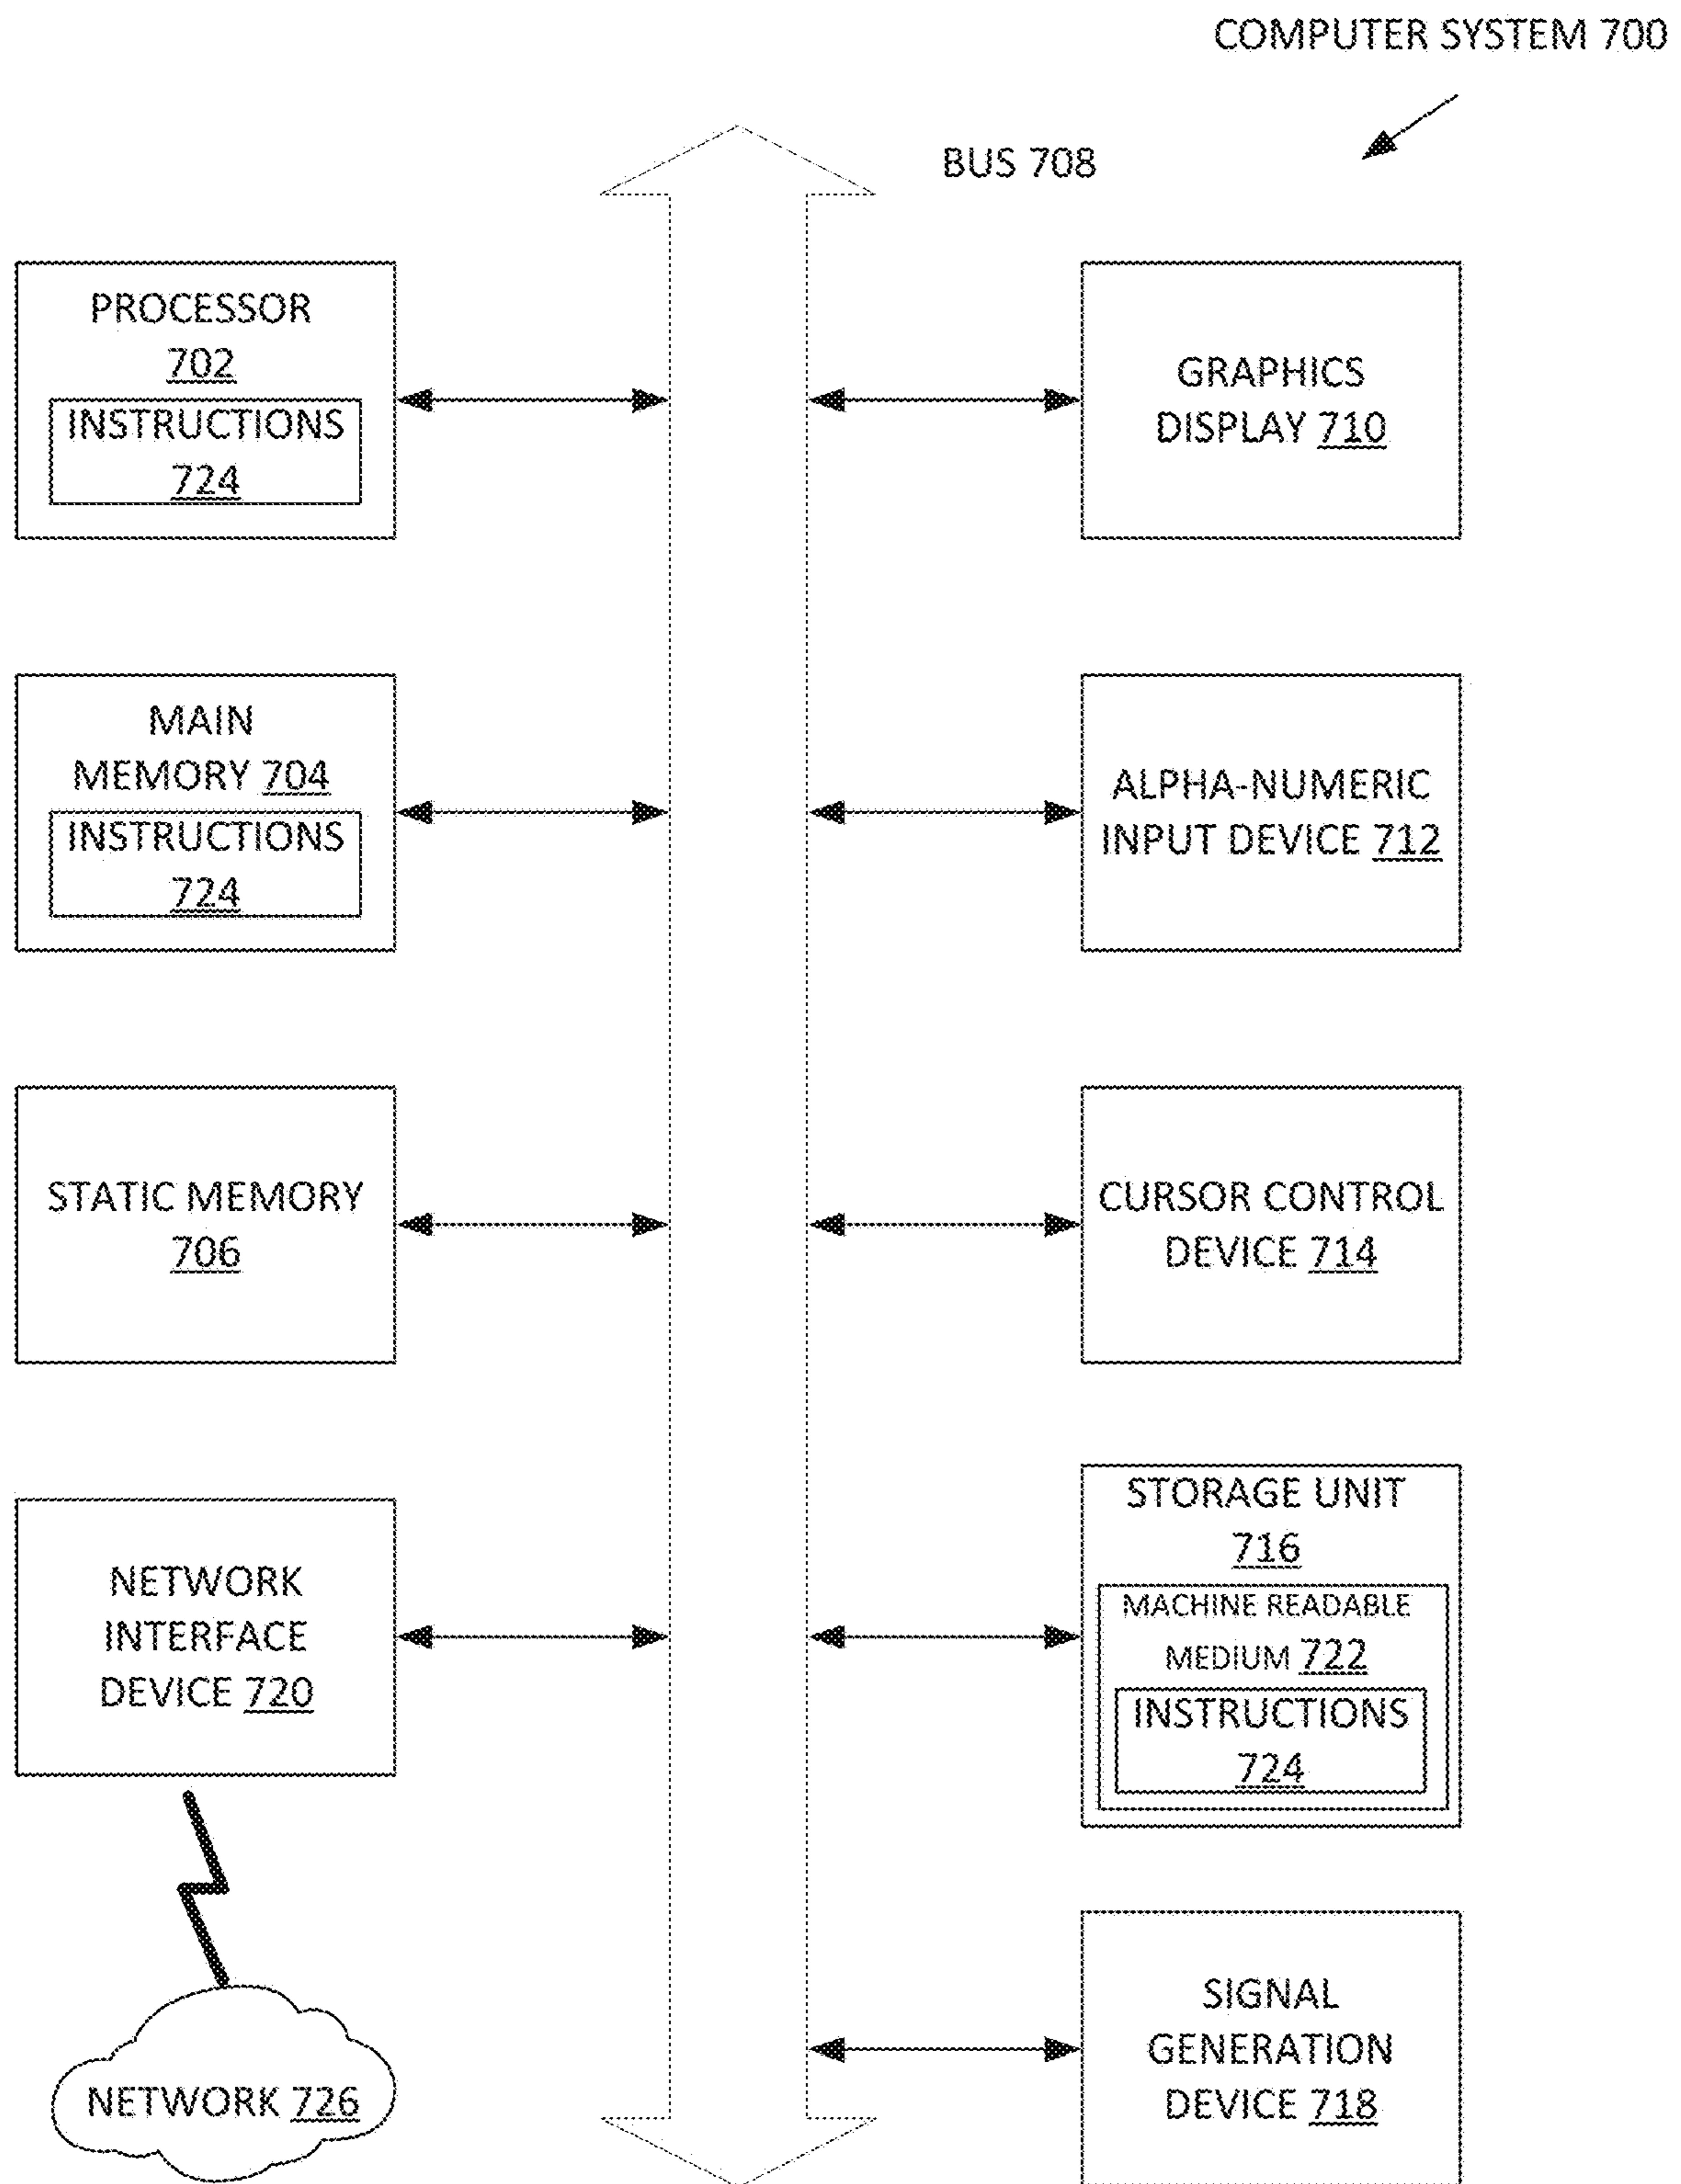 COMPUTER SYSTEM 700
BUS 708
PROCESSOR
702
INSTRUCTIONS
724
GRAPHICS
DISPLAY 710
MAIN
MEMORY 704
INSTRUCTIONS
724
ALPHA-NUMERIC
INPUT DEVICE 712
STATIC MEMORY
706
CURSOR CONTROL
DEVICE 714
NETWORK
INTERFACE
DEVICE 720
STORAGE UNIT
716
MACHINE READABLE
MEDIUM 722
INSTRUCTIONS
724
NETWORK 726
SIGNAL
GENERATION
DEVICE 718